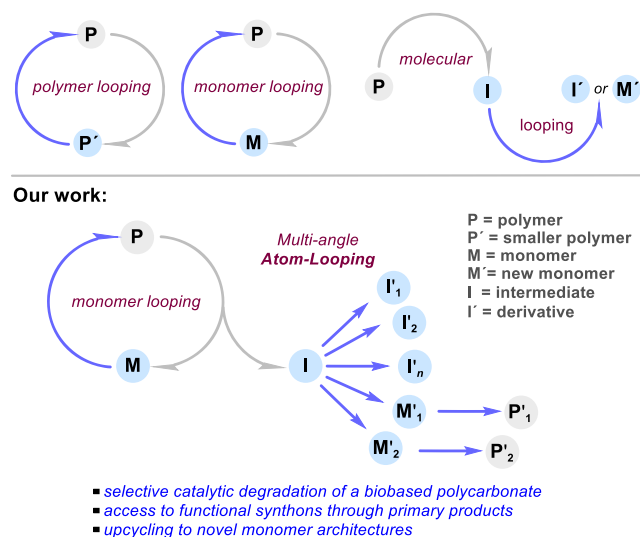 P
polymer looping
P´
P
monomer looping
M
P
molecular
I
looping
I´ or M´
Our work:
P
monomer looping
M
I
Multi-angle
Atom-Looping
I'1
I'2
I'n
M'1
P'1
M'2
P'2
P = polymer
P´ = smaller polymer
M = monomer
M´= new monomer
I = intermediate
I´ = derivative
▪ selective catalytic degradation of a biobased polycarbonate
▪ access to functional synthons through primary products
▪ upcycling to novel monomer architectures